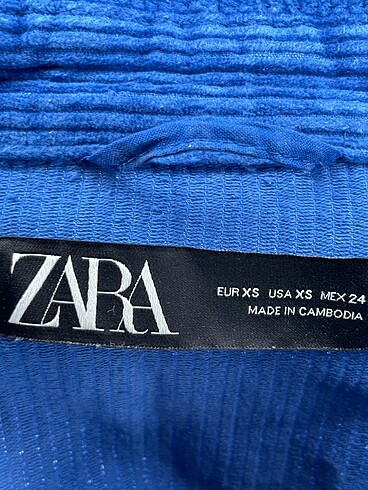 ZARA
EUR XS USA XS MEX 24
MADE IN CAMBODIA